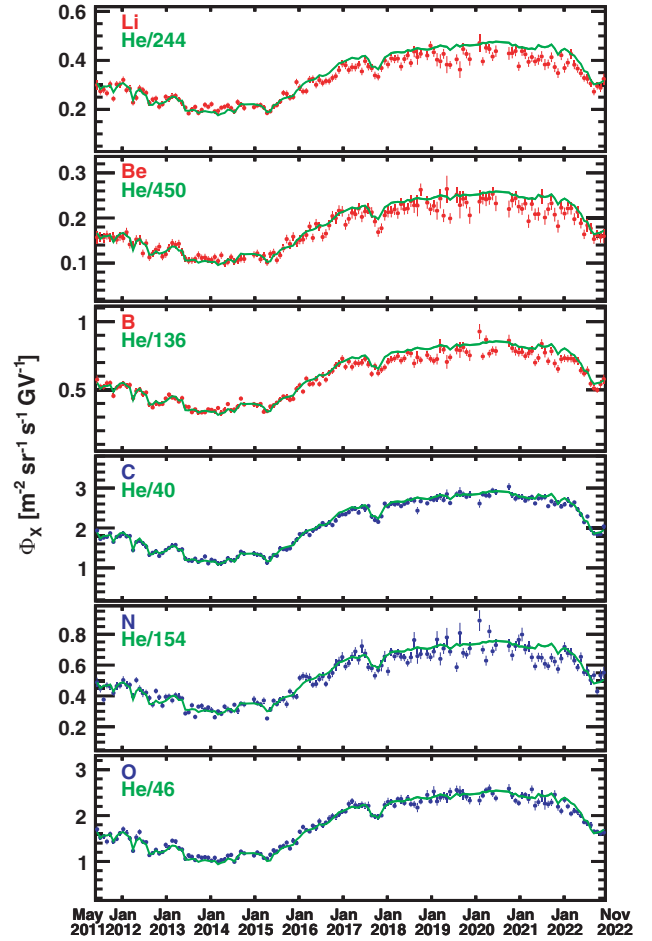 Φ_X [m⁻² sr⁻¹ s⁻¹ GV⁻¹]
Li
He/244
0.6
0.4
0.2
Be
He/450
0.3
0.2
0.1
B
He/136
1
0.5
C
He/40
3
2
1
N
He/154
0.8
0.6
0.4
0.2
O
He/46
3
2
1
May Jan Jan Jan Jan Jan Jan Jan Jan Jan Jan Jan Nov
2011 2012 2013 2014 2015 2016 2017 2018 2019 2020 2021 2022 2022